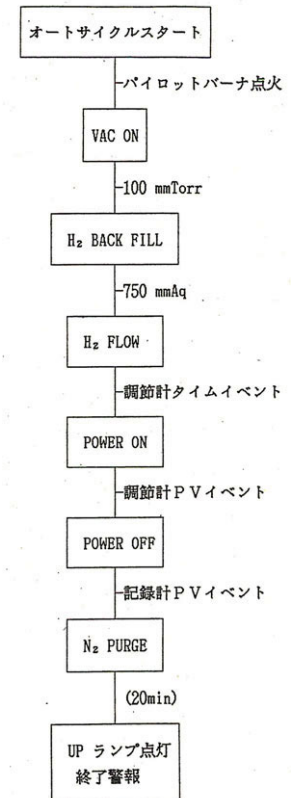 オートサイクルスタート
パイロットバーナ点火
VAC ON
100 mmTorr
H₂ BACK FILL
750 mmAq
H₂ FLOW
調節計タイムイベント
POWER ON
調節計PVイベント
POWER OFF
記録計PVイベント
N₂ PURGE
(20min)
UP ランプ点灯
終了警報